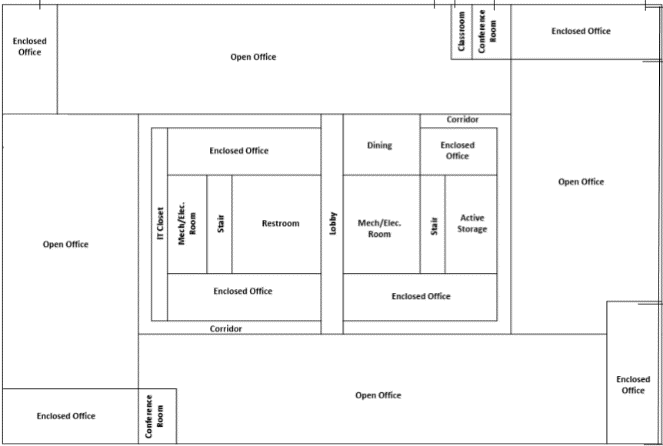 Enclosed
Office
Open Office
Classroom
Conference
Room
Enclosed Office
Corridor
Enclosed Office
Dining
Enclosed
Office
Open Office
IT Closet
Mech/Elec.
Room
Stair
Restroom
Lobby
Mech/Elec.
Room
Stair
Active
Storage
Open Office
Enclosed Office
Enclosed Office
Corridor
Enclosed Office
Conference
Room
Open Office
Enclosed
Office